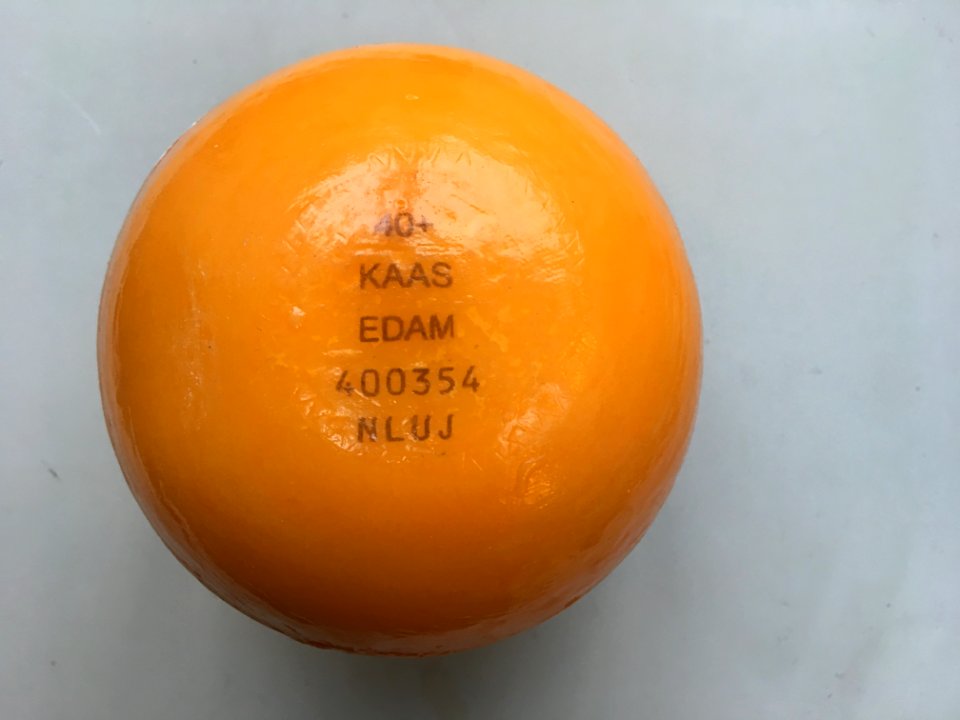 40+
KAAS
EDAM
400354
NLUJ